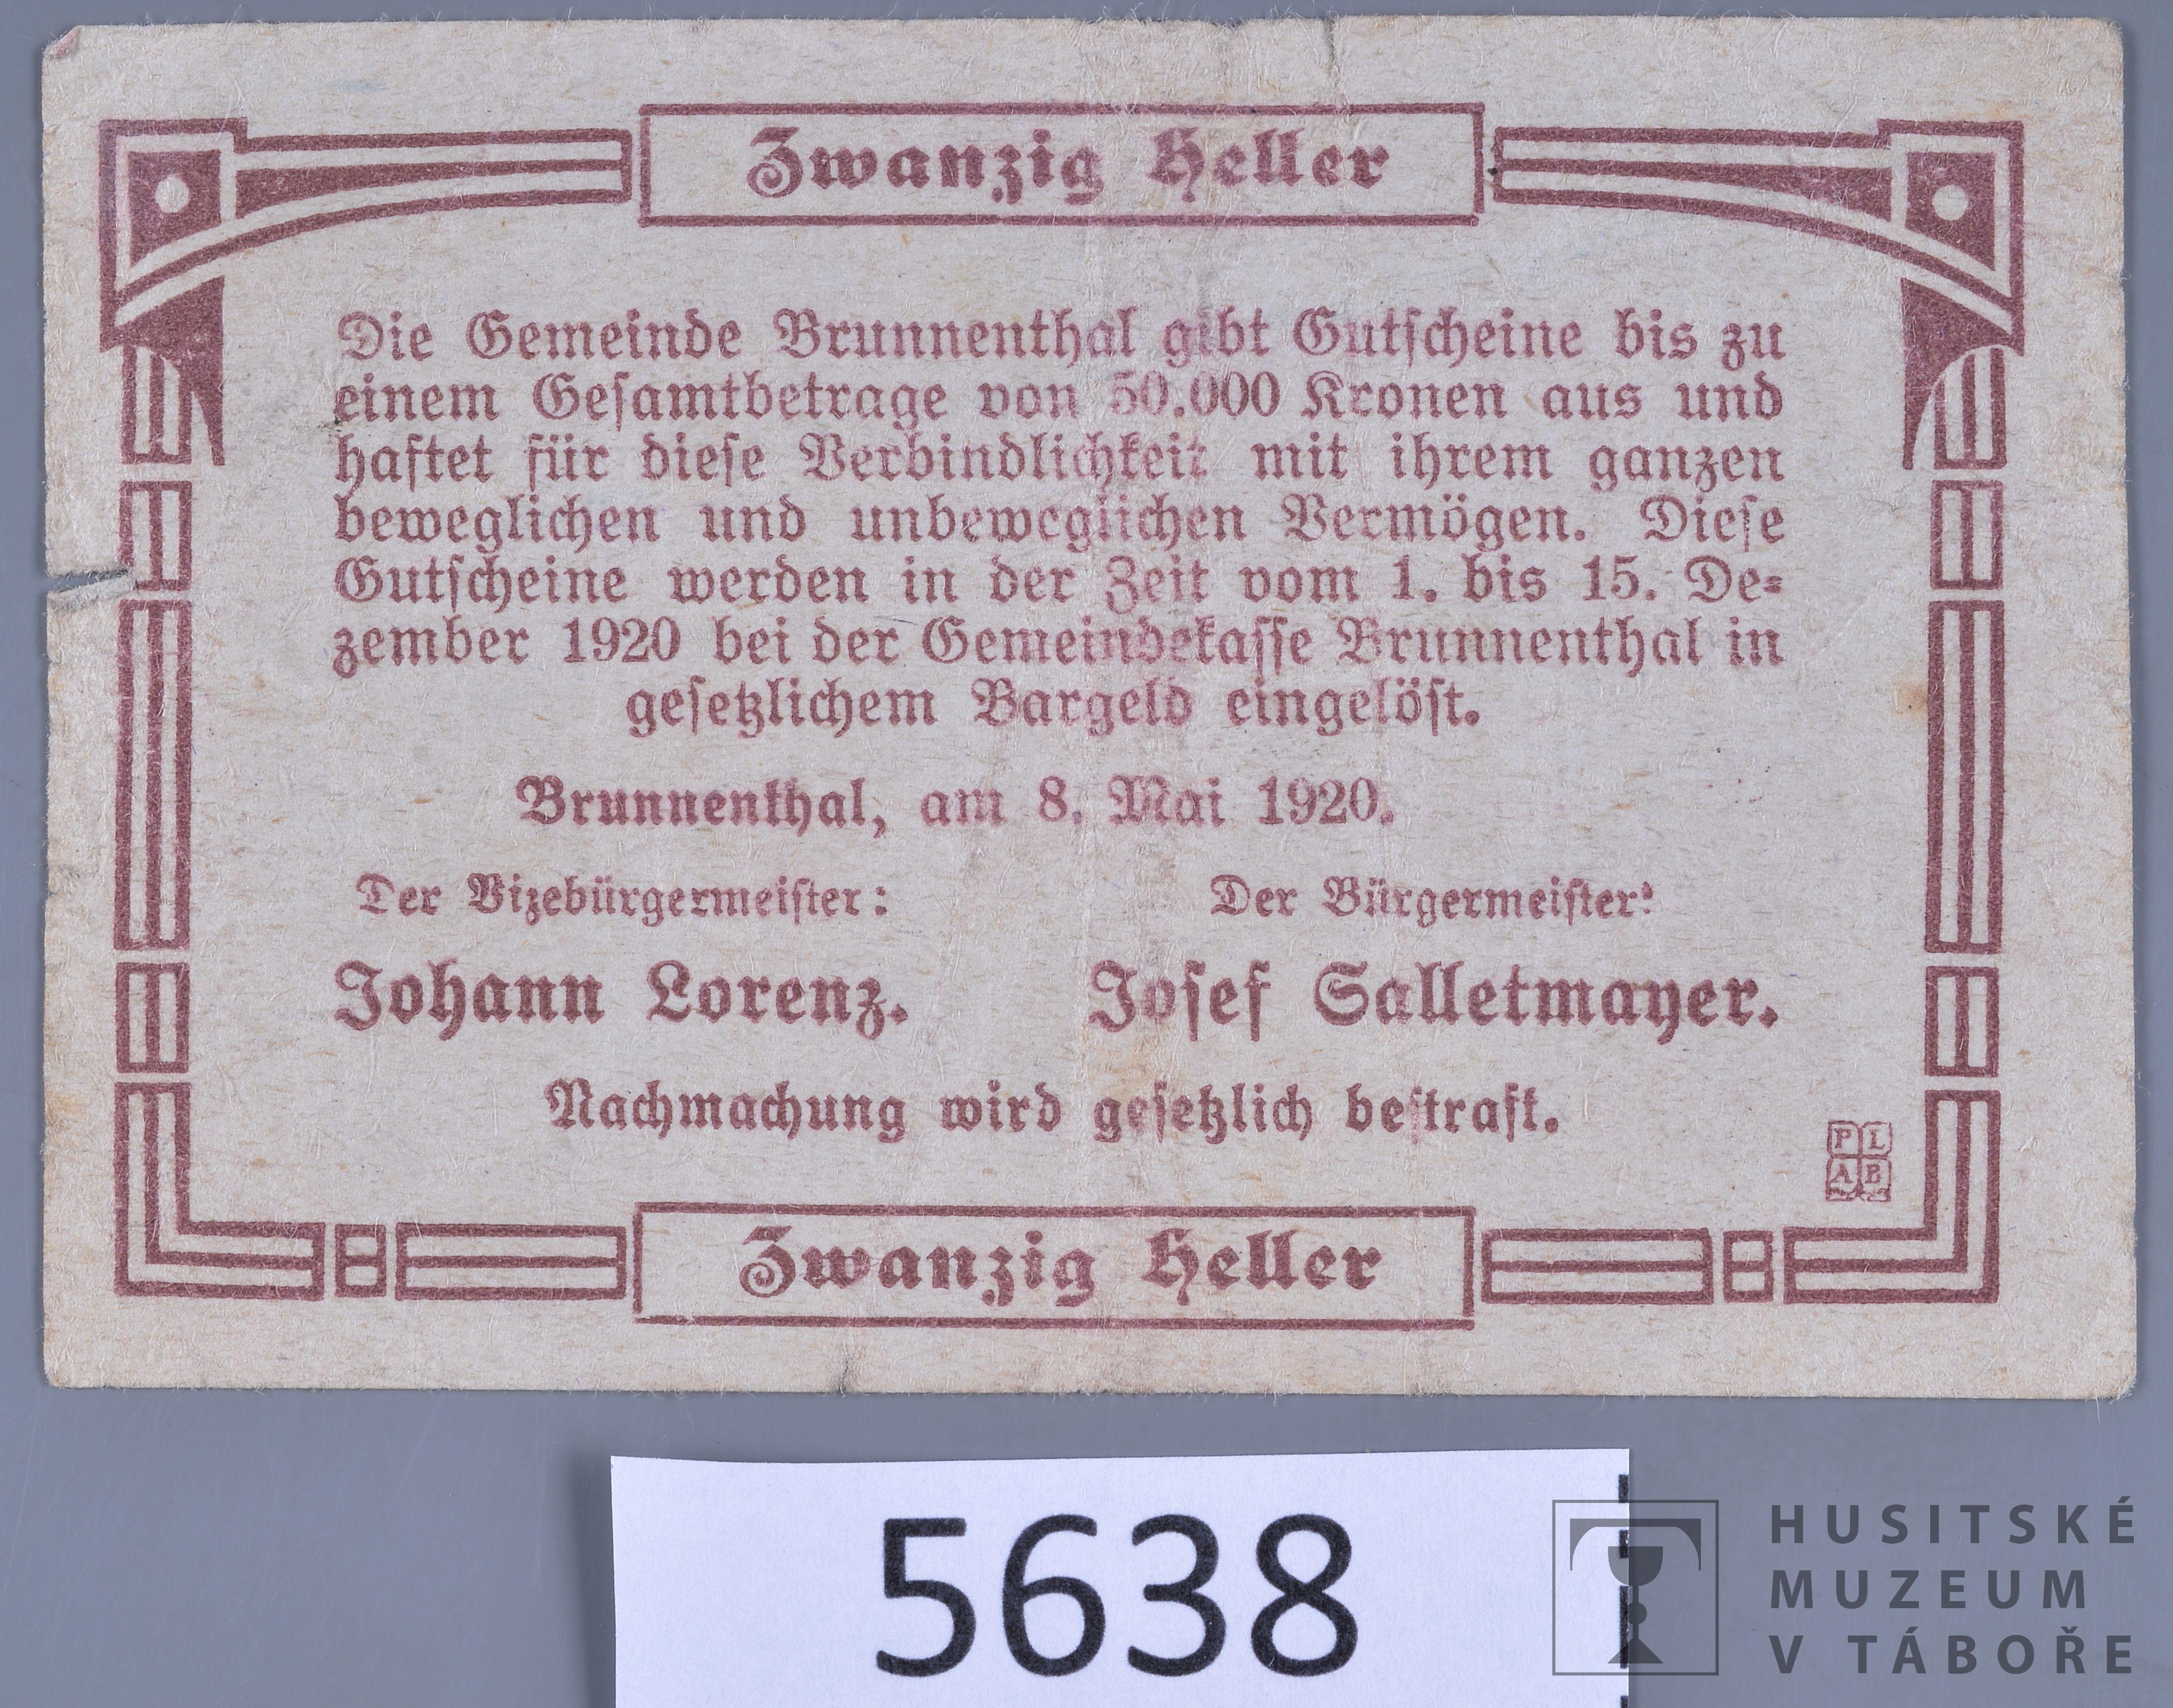 Zwanzig Heller
Die Gemeinde Brunnenthal gibt Gutscheine bis zu
einem Gesamtbetrage von 50.000 Kronen aus und
haftet für diese Verbindlichkeit mit ihrem ganzen
beweglichen und unbeweglichen Vermögen. Diese
Gutscheine werden in der Zeit vom 1. bis 15. De=
zember 1920 bei der Gemeindekasse Brunnenthal in
gesetzlichem Bargeld eingelöst.
Brunnenthal, am 8. Mai 1920.
Der Vizebürgermeister:
Der Bürgermeister:
Johann Lorenz.
Josef Salletmayer.
Nachmachung wird gesetzlich bestraft.
P L
A B
Zwanzig Heller
5638
HUSITSKÉ
MUZEUM
V TÁBOŘE